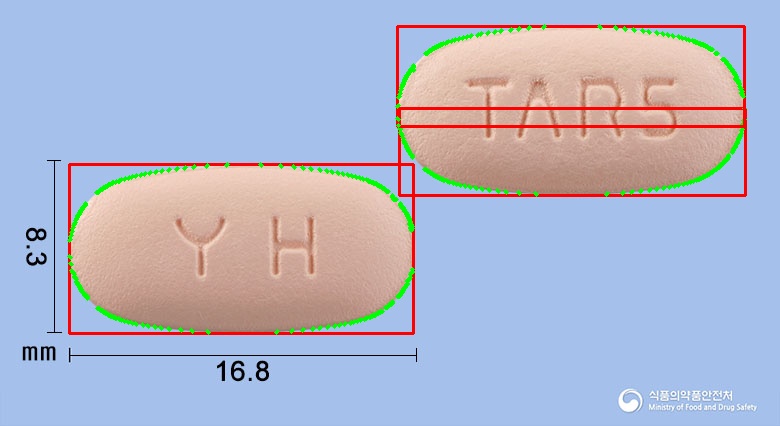 TAR5
YH
8.3
mm
16.8
식품의약품안전처
Ministry of Food and Drug Safety